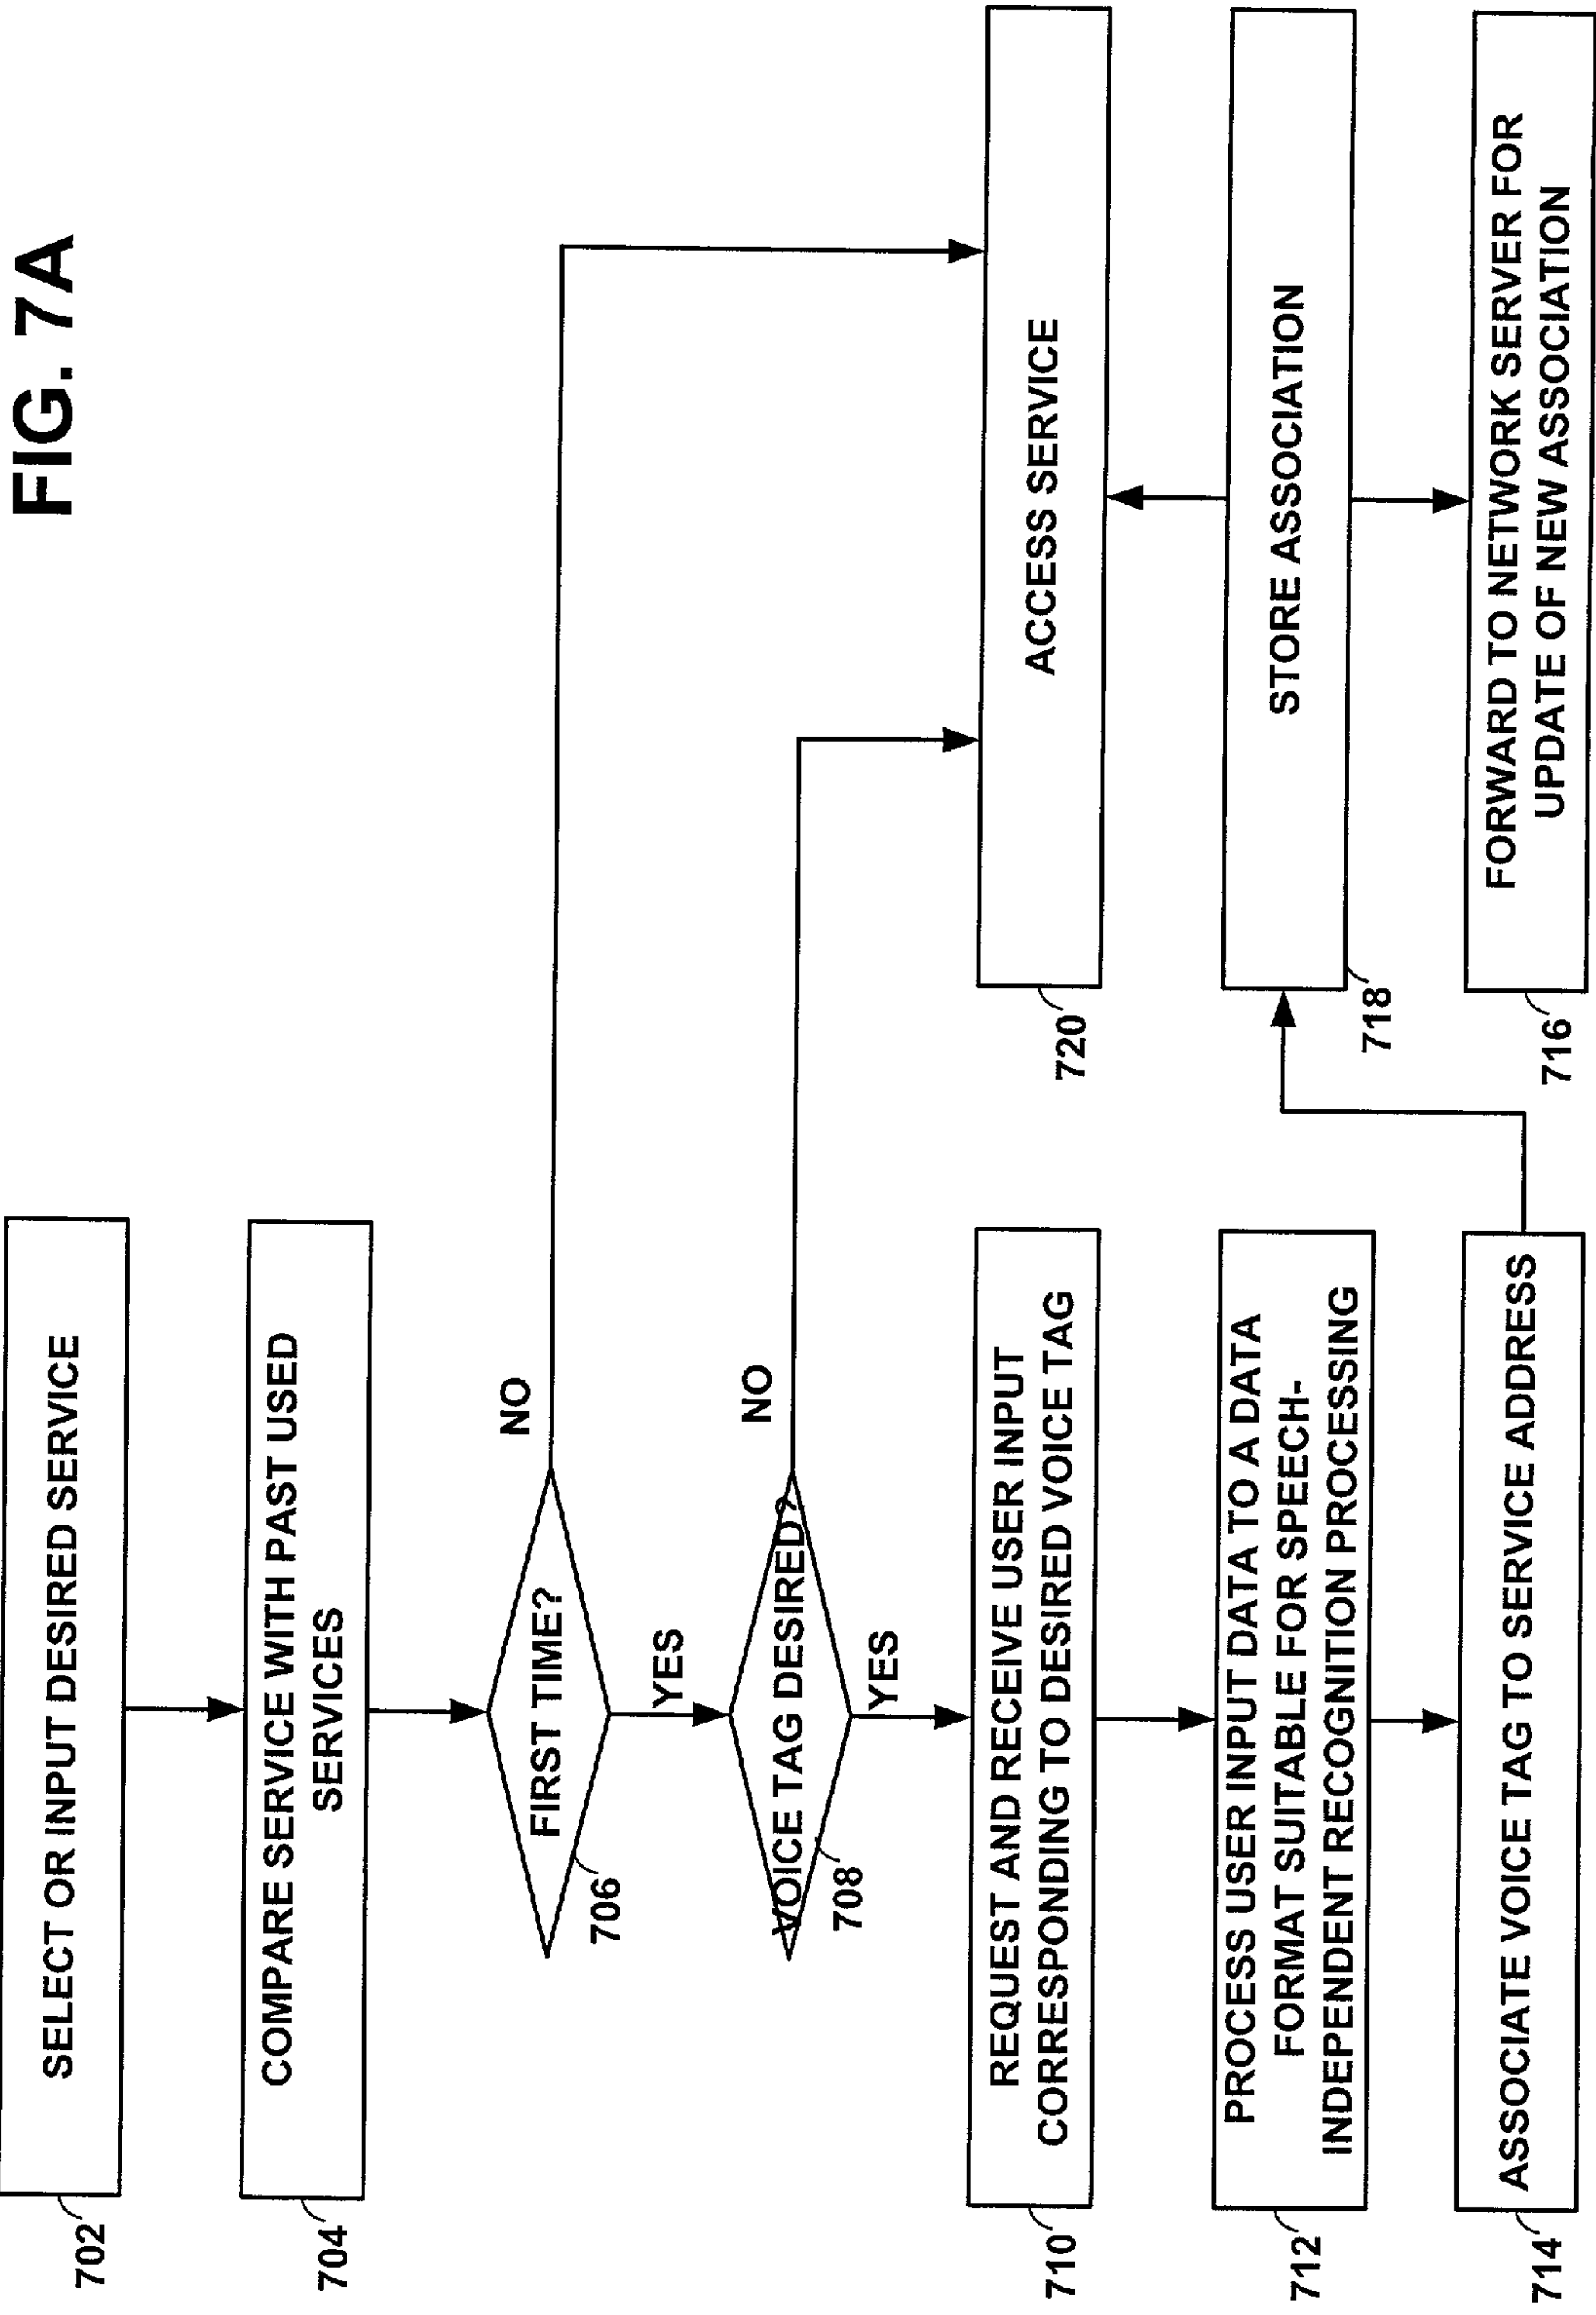 FIG. 7A
SELECT OR INPUT DESIRED SERVICE
702
COMPARE SERVICE WITH PAST USED
SERVICES
704
FIRST TIME?
706
NO
YES
VOICE TAG DESIRED?
708
NO
YES
REQUEST AND RECEIVE USER INPUT
CORRESPONDING TO DESIRED VOICE TAG
710
PROCESS USER INPUT DATA TO A DATA
FORMAT SUITABLE FOR SPEECH-
INDEPENDENT RECOGNITION PROCESSING
712
ASSOCIATE VOICE TAG TO SERVICE ADDRESS
714
ACCESS SERVICE
720
STORE ASSOCIATION
718
FORWARD TO NETWORK SERVER FOR
UPDATE OF NEW ASSOCIATION
716